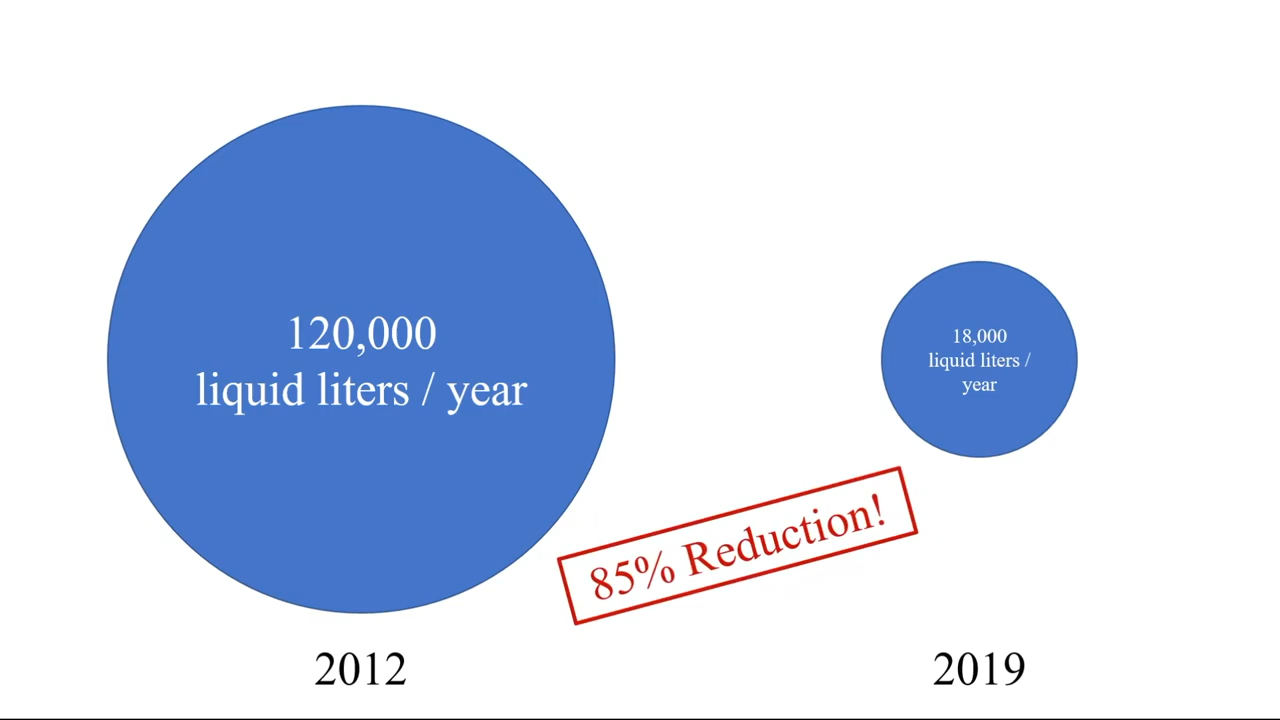 120,000
liquid liters / year
18,000
liquid liters /
year
85% Reduction!
2012
2019